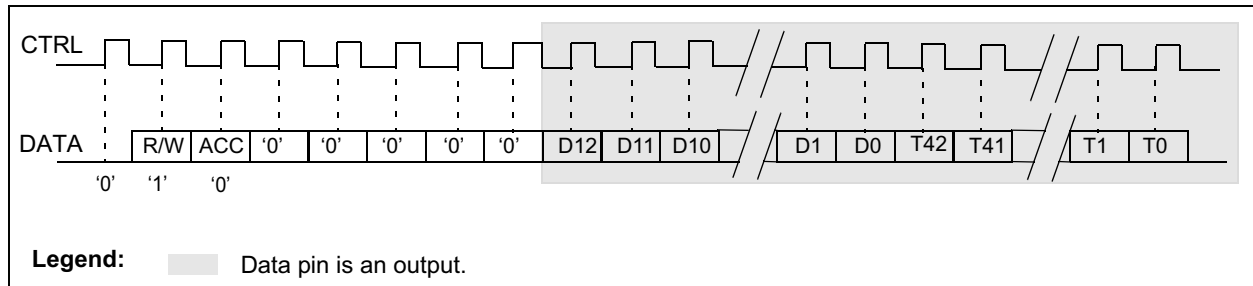 CTRL
DATA R/W ACC ‘0’ ‘0’ ‘0’ ‘0’ ‘0’ D12 D11 D10 D1 D0 T42 T41 T1 T0
‘0’ ‘1’ ‘0’
Legend: Data pin is an output.